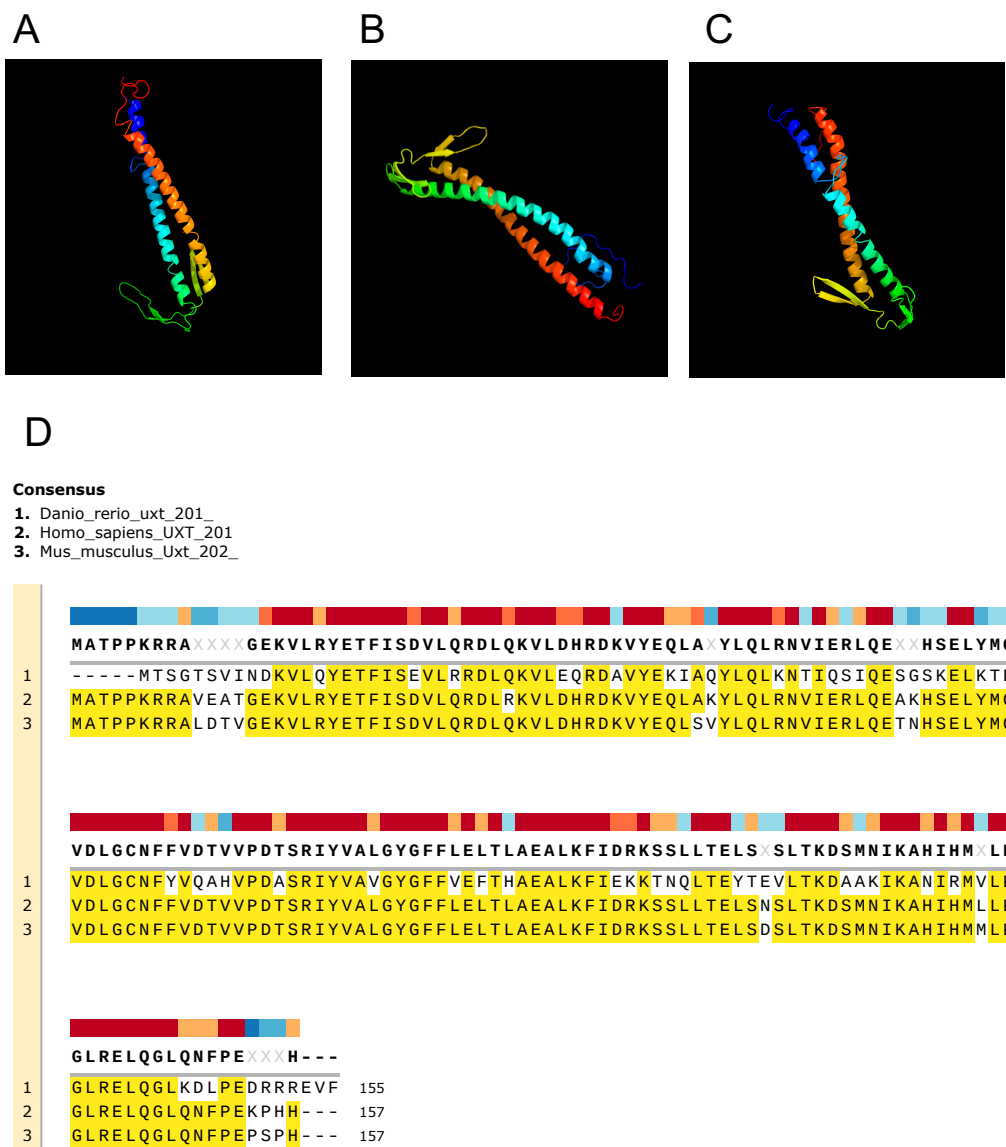 A
B
C
D
Consensus
1. Danio_rerio_uxt_201_
2. Homo_sapiens_UXT_201
3. Mus_musculus_Uxt_202_
MATPPKRRAXXXXGEKVLRYETFISDVLQRDLQKVLDHRDKVYEQLAXYLQLRNVIERLQEXXHSELYM
1 -----MTSGTSVINDKVLQYETFISEVLRRDLQKVLEQRDAVYEKIAQYLQLKNTIQSIQESGSKELKT
2 MATPPKRRAVEATGEKVLRYETFISDVLQRDLRKVLDHRDKVYEQLAKYLQLRNVIERLQEAKHSELYM
3 MATPPKRRALDTVGEKVLRYETFISDVLQRDLQKVLDHRDKVYEQLSVYLQLRNVIERLQETNHSELYM
VDLGCNFFVDTVVPDTSRIYVALGYGFFLELTLAEALKFIDRKSSLLTELSXSLTKDSMNIKAHIHMXL
1 VDLGCNFYVQAHVPDASRIYVAVGYGFFVEFTHAEALKFIEKKTNQLTEYTEVLTKDAAKIKANIRMVL
2 VDLGCNFFVDTVVPDTSRIYVALGYGFFLELTLAEALKFIDRKSSLLTELSNSLTKDSMNIKAHIHMLL
3 VDLGCNFFVDTVVPDTSRIYVALGYGFFLELTLAEALKFIDRKSSLLTELSDSLTKDSMNIKAHIHMML
GLRELQGLQNFPEXXXH---
1 GLRELQGLKDLPEDRRREVF 155
2 GLRELQGLQNFPEKPHH--- 157
3 GLRELQGLQNFPEPSPH--- 157